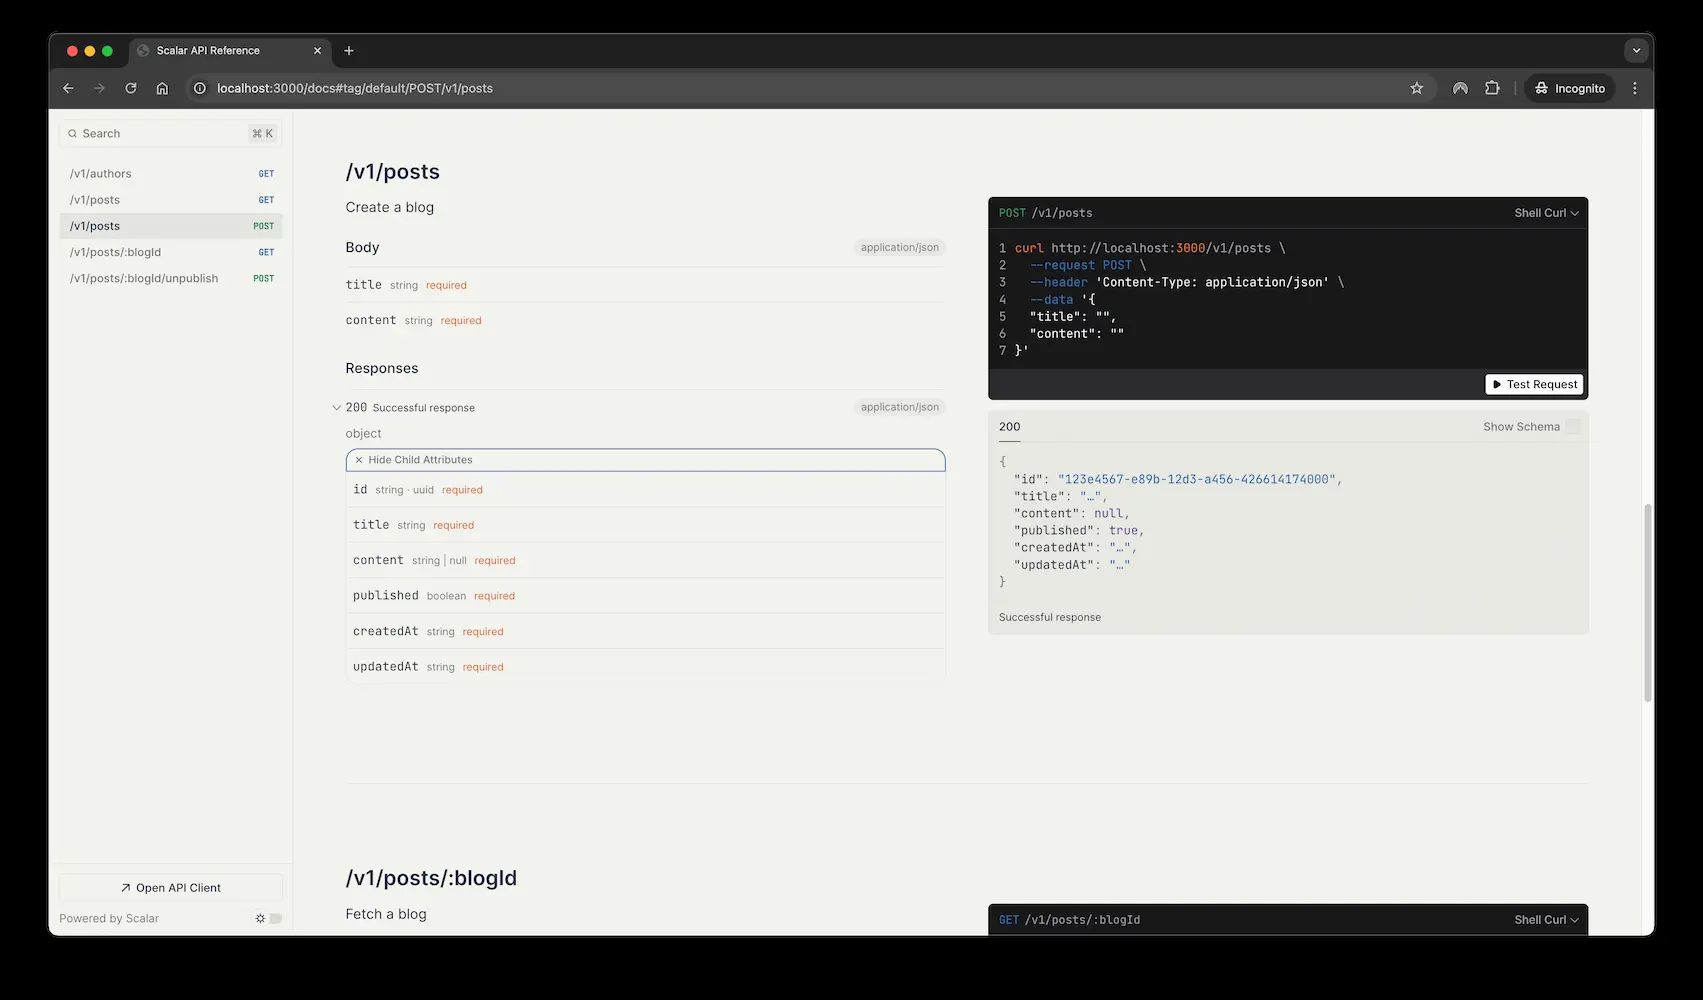 Scalar API Reference
localhost:3000/docs#tag/default/POST/v1/posts
Incognito
Search ⌘ K
/v1/authors GET
/v1/posts GET
/v1/posts POST
/v1/posts/:blogId GET
/v1/posts/:blogId/unpublish POST
Open API Client
Powered by Scalar
/v1/posts
Create a blog
Body application/json
title string required
content string required
Responses
200 Successful response application/json
object
Hide Child Attributes
id string · uuid required
title string required
content string | null required
published boolean required
createdAt string required
updatedAt string required
POST /v1/posts Shell Curl
1 curl http://localhost:3000/v1/posts \
2 --request POST \
3 --header 'Content-Type: application/json' \
4 --data '{
5 "title": "",
6 "content": ""
7 }'
Test Request
200 Show Schema
{
"id": "123e4567-e89b-12d3-a456-426614174000",
"title": "…",
"content": null,
"published": true,
"createdAt": "…",
"updatedAt": "…"
}
Successful response
/v1/posts/:blogId
Fetch a blog
GET /v1/posts/:blogId Shell Curl